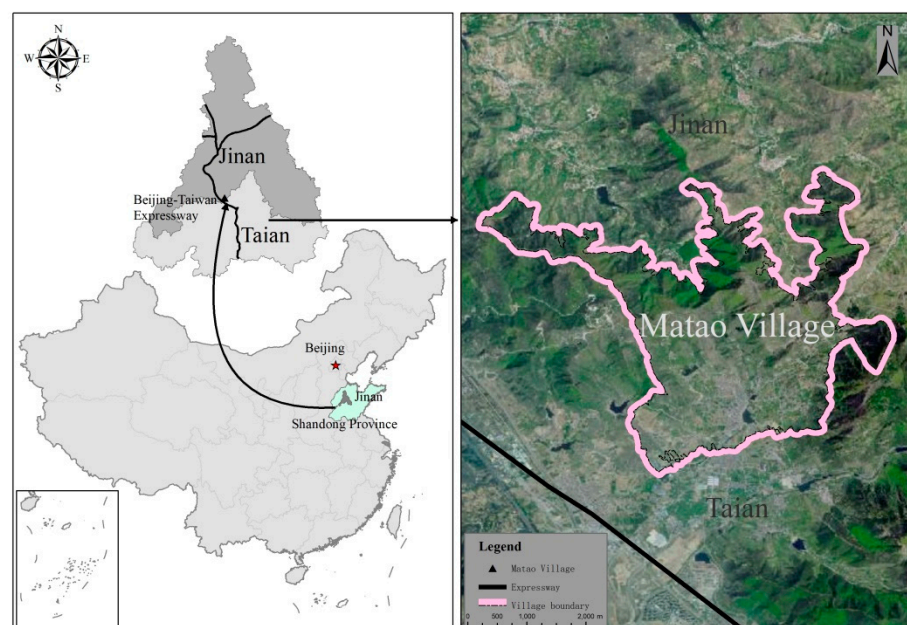 N
W
E
S
Jinan
Beijing-Taiwan
Expressway
Taian
Beijing
Jinan
Shandong Province
N
Jinan
Matao Village
Taian
Legend
Matao Village
Expressway
Village boundary
0 500 1,000 2,000 m